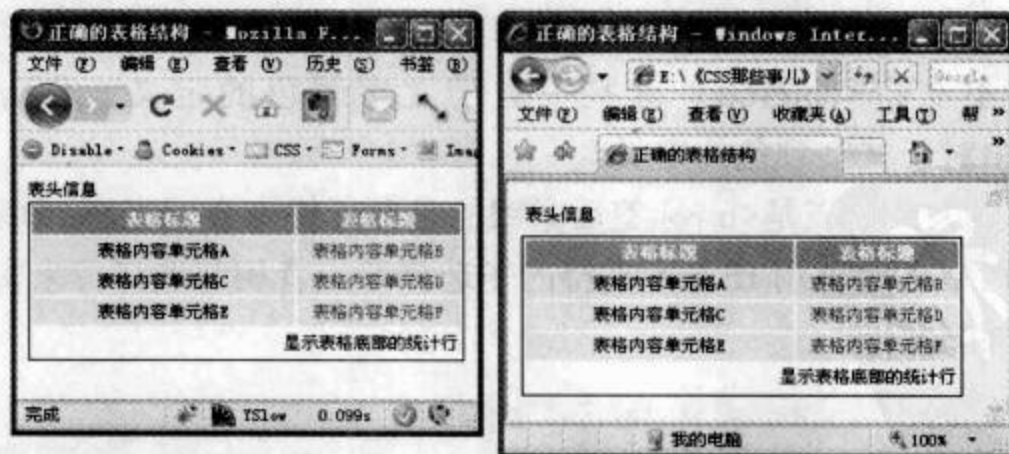 正确的表格结构 - Mozilla F...
文件 (F) 编辑 (E) 查看 (V) 历史 (S) 书签 (B)
Disable Cookies CSS Forms Imag
表头信息
表格标题 表格标题
表格内容单元格A 表格内容单元格B
表格内容单元格C 表格内容单元格D
表格内容单元格E 表格内容单元格F
显示表格底部的统计行
完成 YSlow 0.099s
正确的表格结构 - Windows Inter...
E:\《CSS那些事儿》 Google
文件(F) 编辑(E) 查看(V) 收藏夹(A) 工具(T) 帮 »
正确的表格结构 »
表头信息
表格标题 表格标题
表格内容单元格A 表格内容单元格B
表格内容单元格C 表格内容单元格D
表格内容单元格E 表格内容单元格F
显示表格底部的统计行
我的电脑 100%